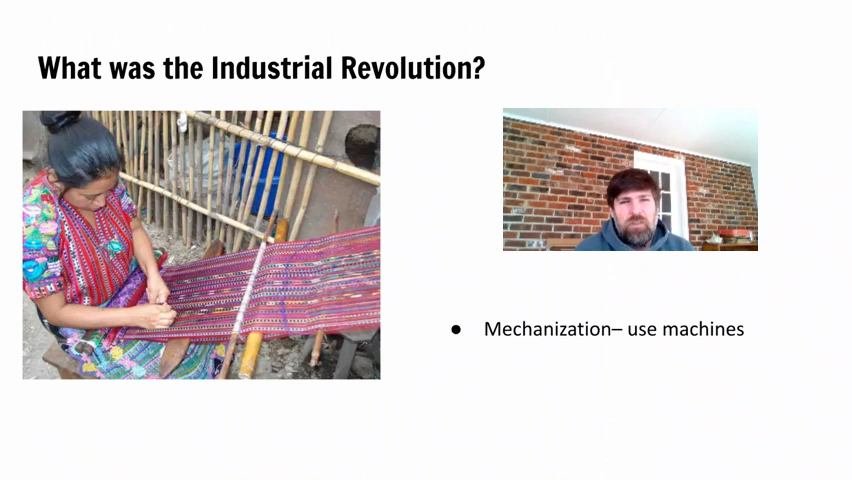 What was the Industrial Revolution?
● Mechanization– use machines